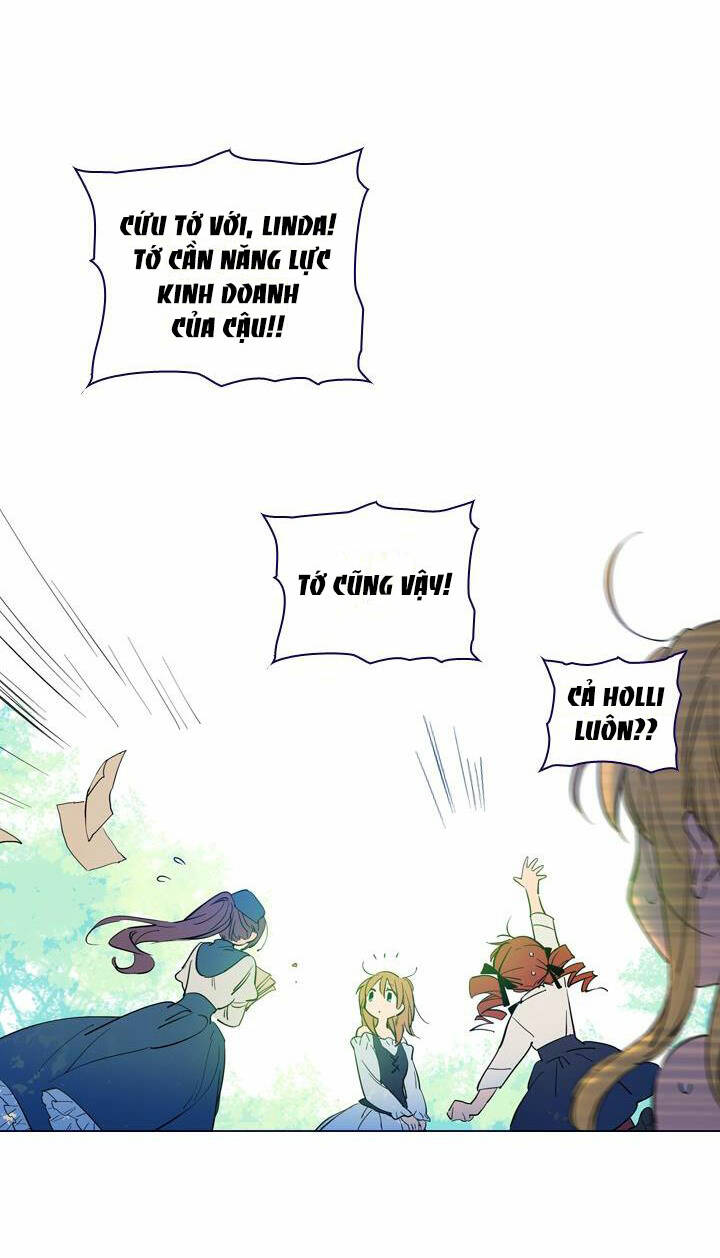 CỨU TỚ VỚI, LINDA!
TỚ CẦN NĂNG LỰC
KINH DOANH
CỦA CẬU!!
TỚ CŨNG VẬY!
CẢ HOLLI
LUÔN??